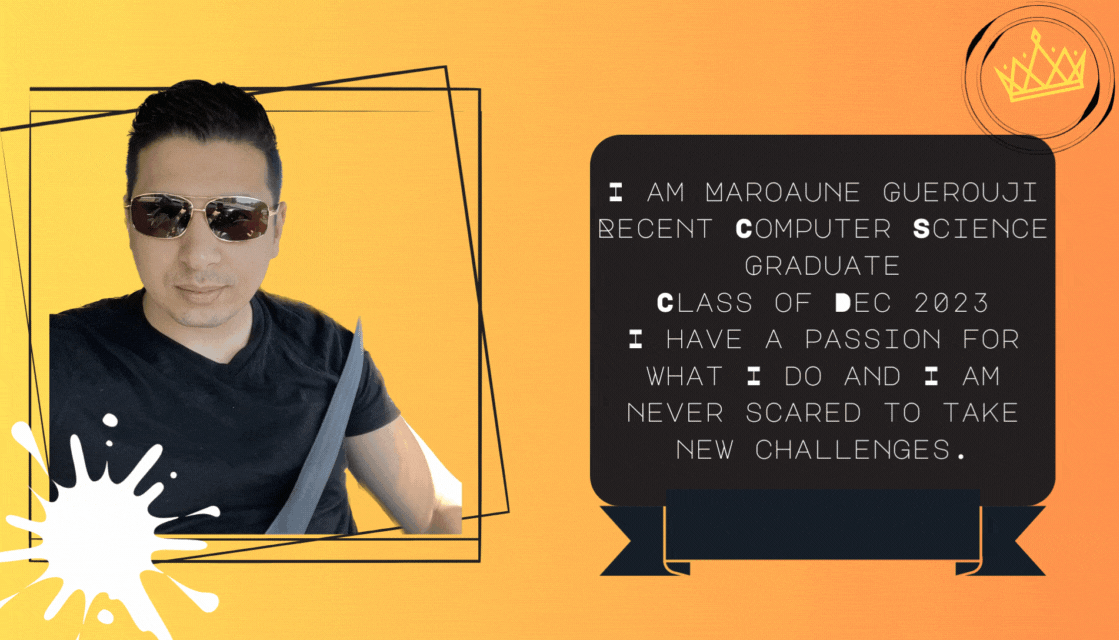 I AM MAROAUNE GUEROUJI
RECENT COMPUTER SCIENCE
GRADUATE
CLASS OF DEC 2023
I HAVE A PASSION FOR
WHAT I DO AND I AM
NEVER SCARED TO TAKE
NEW CHALLENGES.